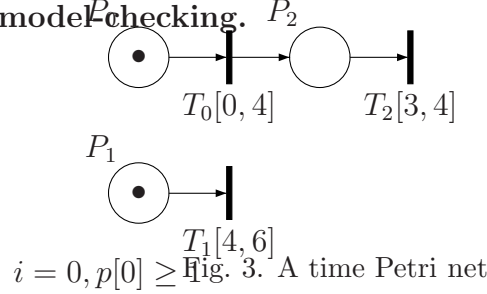 model-checking.
P₂
T₀[0, 4] T₂[3, 4]
P₁
T₁[4, 6]
i = 0, p[0] ≥ 1
Fig. 3. A time Petri net